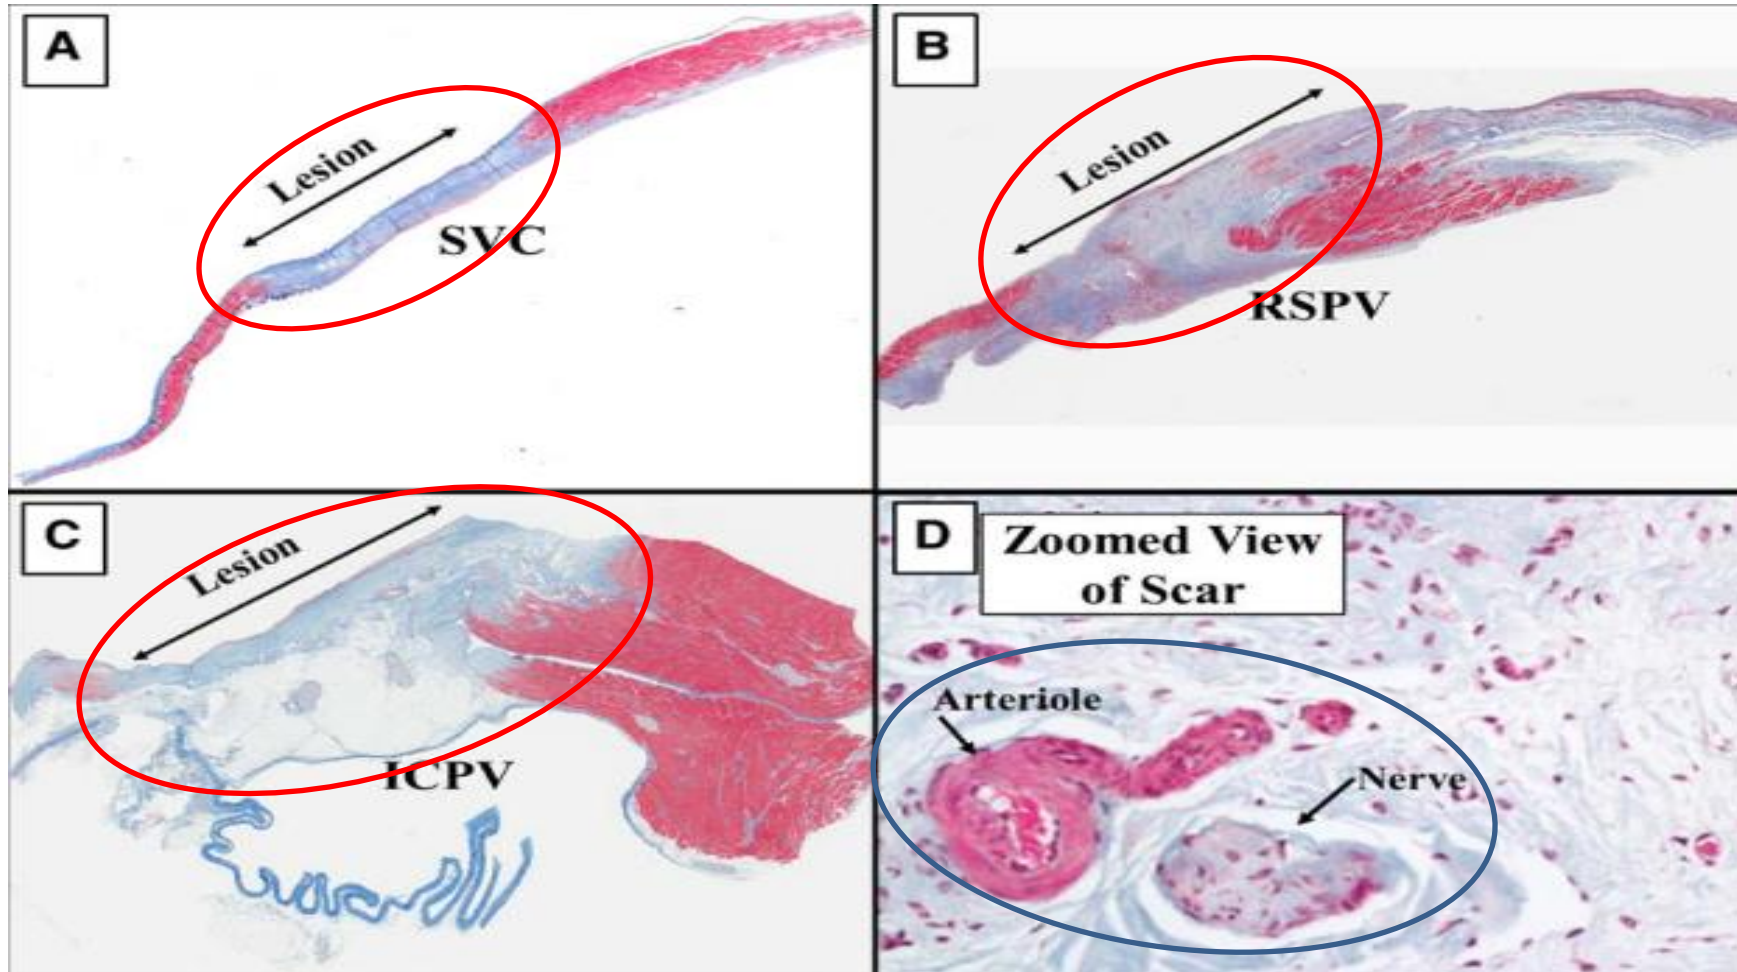 A
Lesion
SVC
B
Lesion
RSPV
C
Lesion
ICPV
D
Zoomed View
of Scar
Arteriole
Nerve